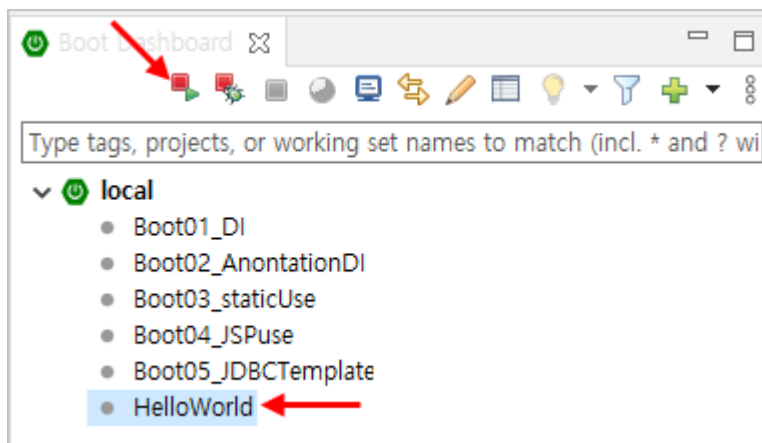 Boot Dashboard
Type tags, projects, or working set names to match (incl. * and ? wi
local
Boot01_DI
Boot02_AnontationDI
Boot03_staticUse
Boot04_JSPuse
Boot05_JDBCTemplate
HelloWorld